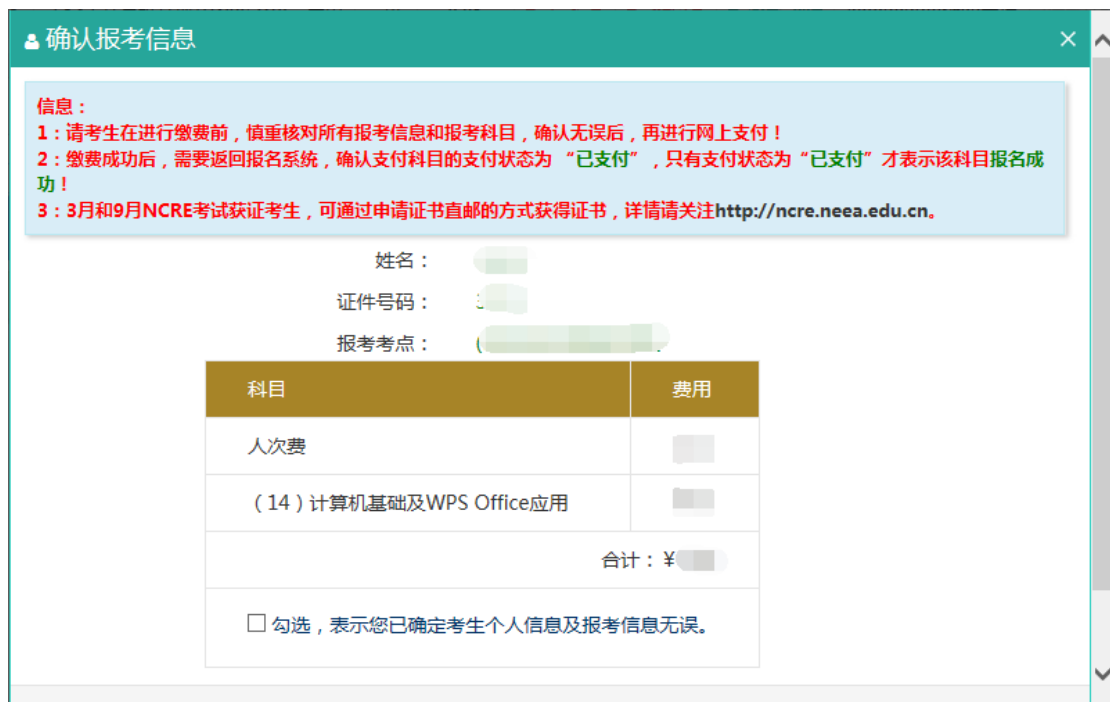 确认报考信息
信息：
1：请考生在进行缴费前，慎重核对所有报考信息和报考科目，确认无误后，再进行网上支付！
2：缴费成功后，需要返回报名系统，确认支付科目的支付状态为 “已支付”，只有支付状态为“已支付”才表示该科目报名成
功！
3：3月和9月NCRE考试获证考生，可通过申请证书直邮的方式获得证书，详情请关注http://ncre.neea.edu.cn。
姓名：
证件号码：
报考考点：
科目 费用
人次费
（14）计算机基础及WPS Office应用
合计：¥
勾选，表示您已确定考生个人信息及报考信息无误。